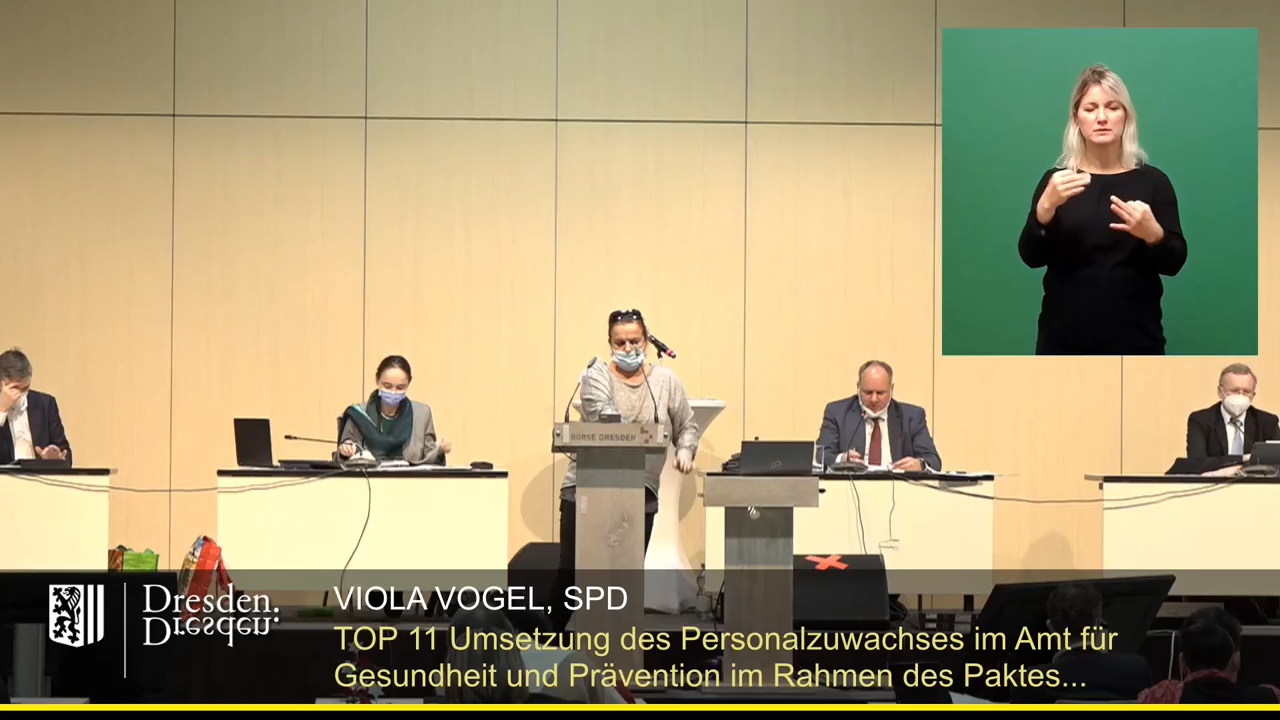 BÖRSE DRESDEN
Dresden.
Dresden.
VIOLA VOGEL, SPD
TOP 11 Umsetzung des Personalzuwachses im Amt für
Gesundheit und Prävention im Rahmen des Paktes...